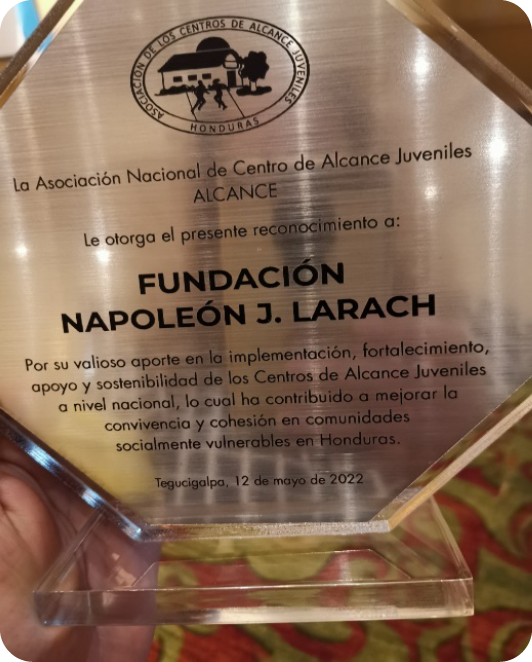 ASOCIACIÓN DE LOS CENTROS DE ALCANCE JUVENILES
HONDURAS
La Asociación Nacional de Centro de Alcance Juveniles
ALCANCE
Le otorga el presente reconocimiento a:
FUNDACIÓN
NAPOLEÓN J. LARACH
Por su valioso aporte en la implementación, fortalecimiento,
apoyo y sostenibilidad de los Centros de Alcance Juveniles
a nivel nacional, lo cual ha contribuido a mejorar la
convivencia y cohesión en comunidades
socialmente vulnerables en Honduras.
Tegucigalpa, 12 de mayo de 2022